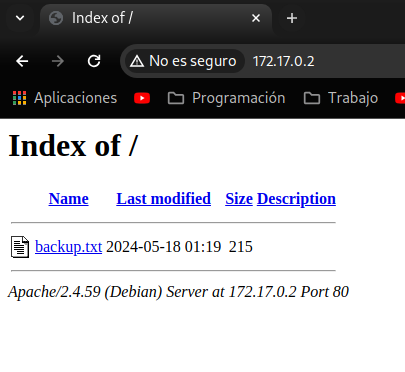 Index of /
No es seguro 172.17.0.2
Aplicaciones Programación Trabajo
Index of /
Name Last modified Size Description
backup.txt 2024-05-18 01:19 215
Apache/2.4.59 (Debian) Server at 172.17.0.2 Port 80